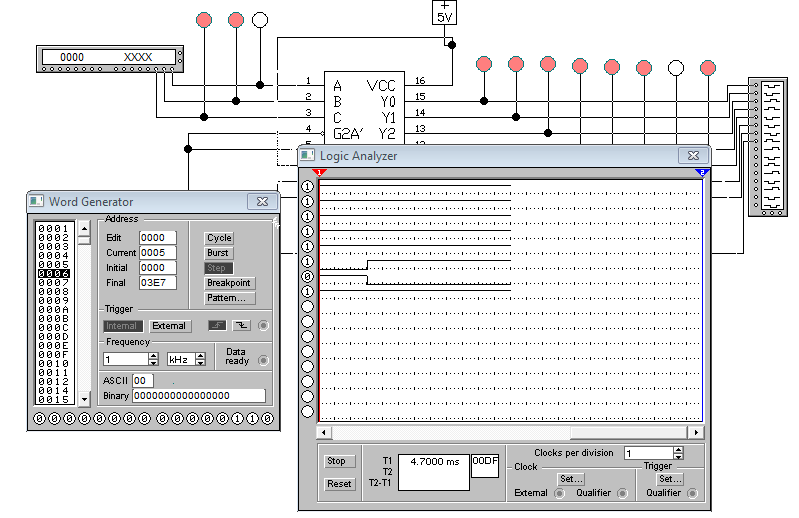 +
5V
0000 XXXX
1 A VCC 16
2 B Y0 15
3 C Y1 14
4 G2A' Y2 13
Logic Analyzer
1
2
Word Generator
0001
0002
0003
0004
0005
0006
0007
0008
0009
000A
000B
000C
000D
000E
000F
0010
0011
0012
0014
0015
Address
Edit 0000
Current 0005
Initial 0000
Final 03E7
Cycle
Burst
Step
Breakpoint
Pattern...
Trigger
Internal External
Frequency
1 kHz
Data
ready
ASCII 00
Binary 0000000000000000
0 0 0 0 0 0 0 0 0 0 0 0 0 1 1 0
1
1
1
1
1
1
0
1
Stop
Reset
T1 4.7000 ms 00DF
T2
T2-T1
Clocks per division 1
Clock
Set...
External Qualifier
Trigger
Set...
Qualifier